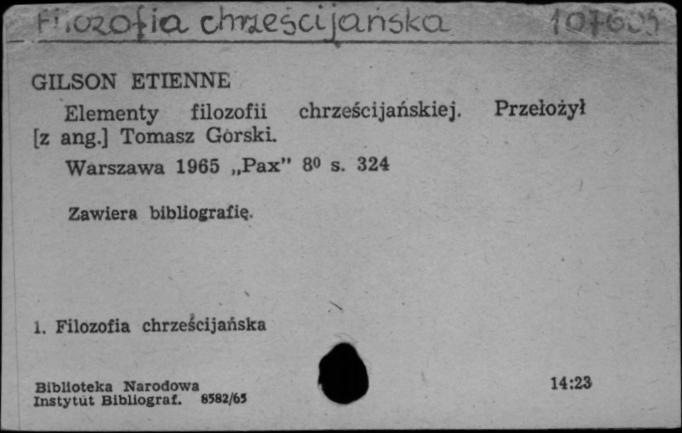 Filozofia chrześcijańska
GILSON ETIENNE
Elementy filozofii chrześcijańskiej. Przełożył
[z ang.] Tomasz Górski.
Warszawa 1965 „Pax” 8⁰ s. 324
Zawiera bibliografię.
1. Filozofia chrześcijańska
Biblioteka Narodowa 14:23
Instytut Bibliograf. 8582/65